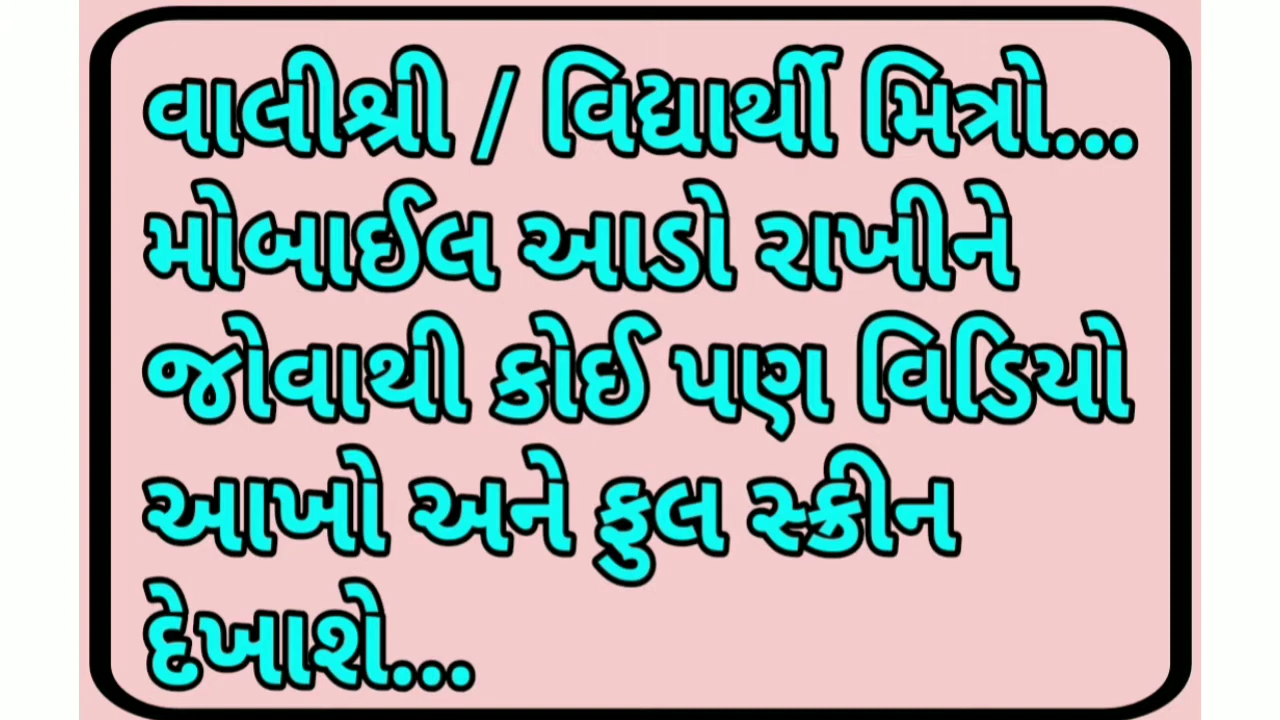 વાલીશ્રી / વિદ્યાર્થી મિત્રો...
મોબાઈલ આડો રાખીને
જોવાથી કોઈ પણ વિડિયો
આખો અને ફુલ સ્ક્રીન
દેખાશે...